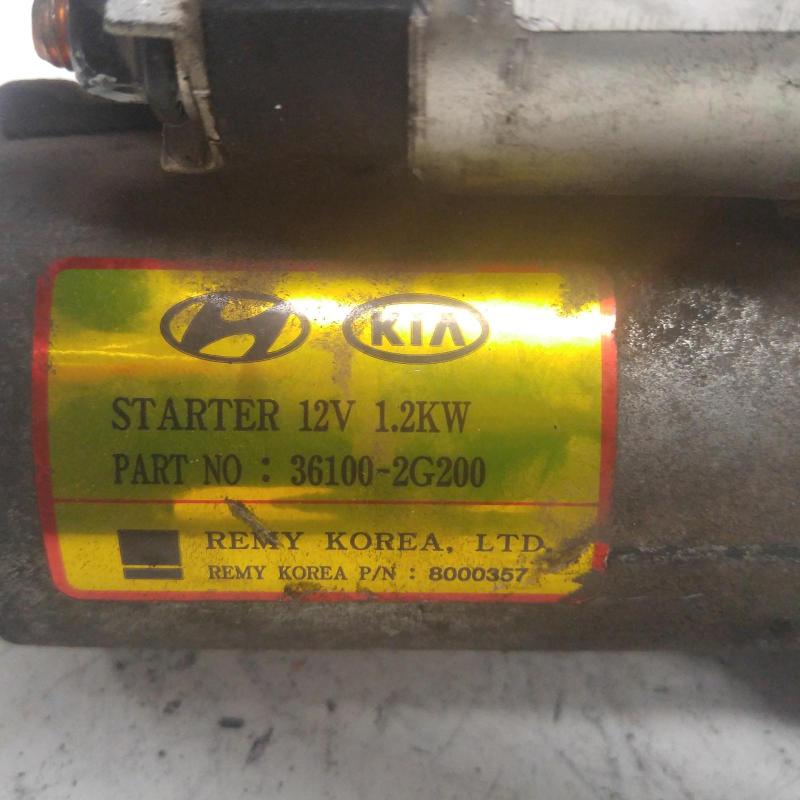 KIA
STARTER 12V 1.2KW
PART NO : 36100-2G200
REMY KOREA, LTD
REMY KOREA P/N : 8000357